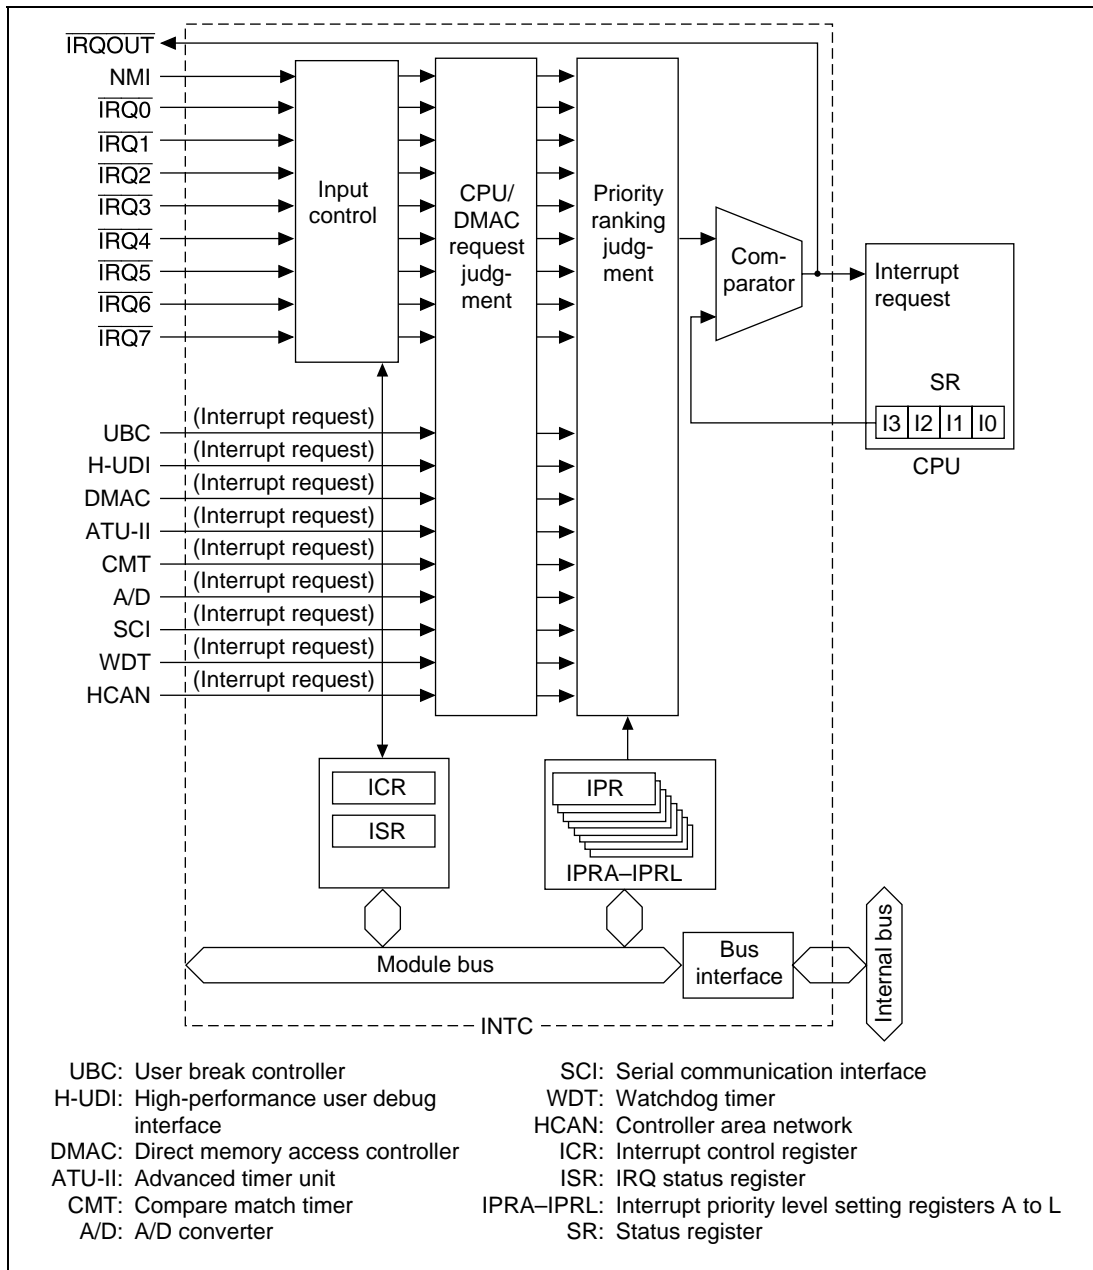 IRQOUT
NMI
IRQ0
IRQ1
IRQ2
IRQ3
IRQ4
IRQ5
IRQ6
IRQ7
Input
control
CPU/
DMAC
request
judg-
ment
Priority
ranking
judg-
ment
Com-
parator
Interrupt
request
SR
I3 I2 I1 I0
CPU
UBC
(Interrupt request)
H-UDI
(Interrupt request)
DMAC
(Interrupt request)
ATU-II
(Interrupt request)
CMT
(Interrupt request)
A/D
(Interrupt request)
SCI
(Interrupt request)
WDT
(Interrupt request)
HCAN
(Interrupt request)
ICR
ISR
IPR
IPRA–IPRL
Module bus
Bus
interface
Internal bus
INTC
UBC: User break controller
H-UDI: High-performance user debug
interface
DMAC: Direct memory access controller
ATU-II: Advanced timer unit
CMT: Compare match timer
A/D: A/D converter
SCI: Serial communication interface
WDT: Watchdog timer
HCAN: Controller area network
ICR: Interrupt control register
ISR: IRQ status register
IPRA–IPRL: Interrupt priority level setting registers A to L
SR: Status register